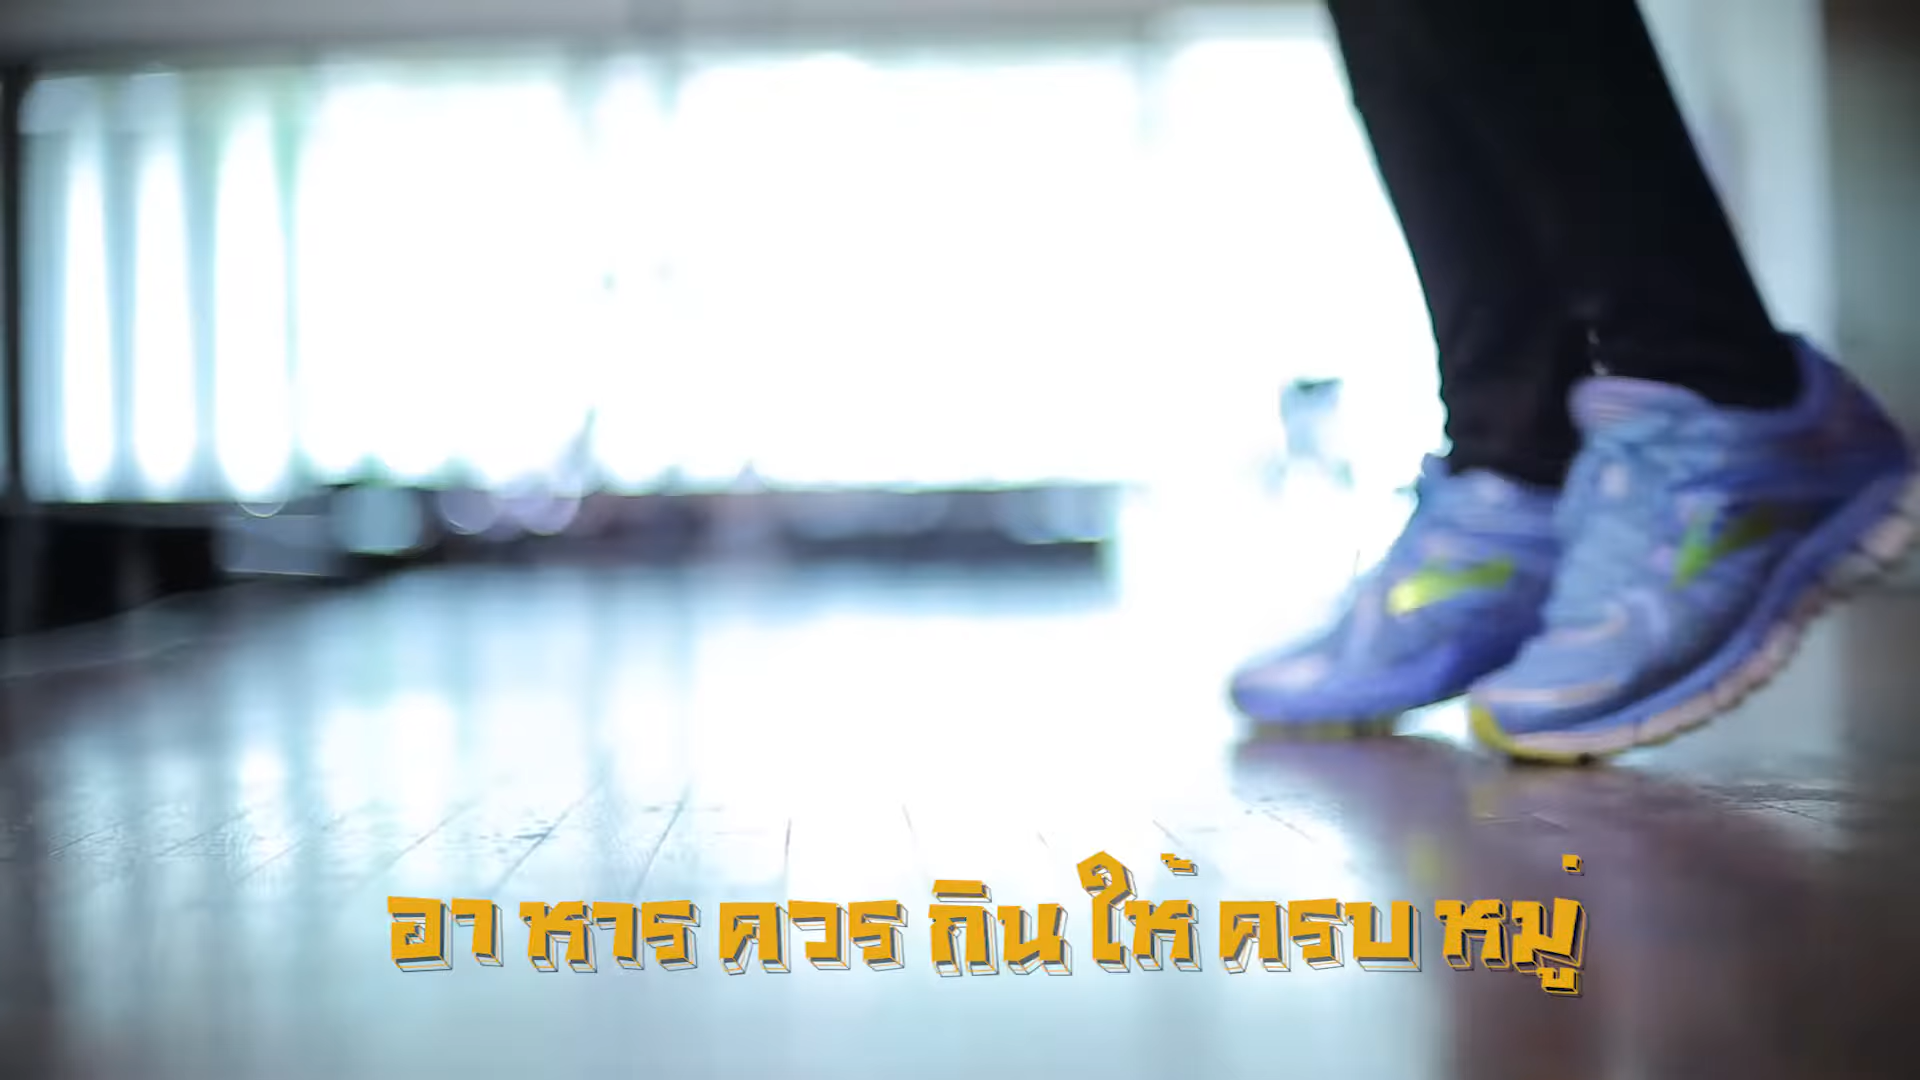 อา หาร ควร กิน ให้ ครบ หมู่